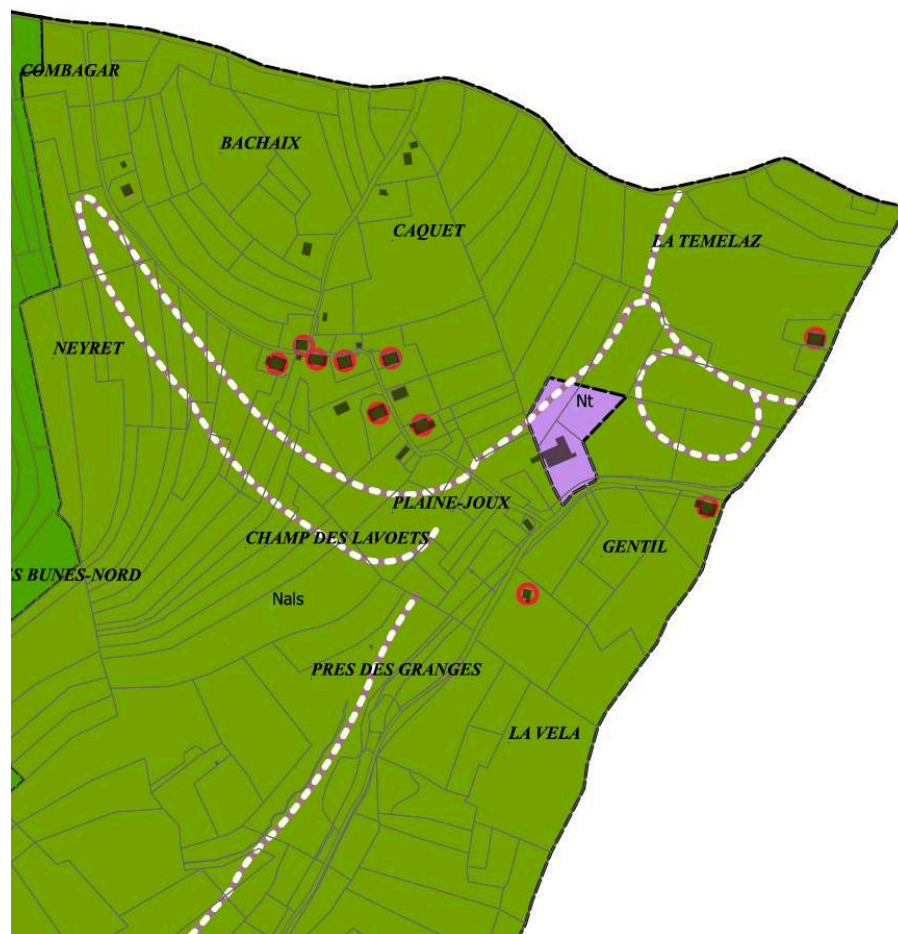 COMBAGAR
BACHAIX
CAQUET
LA TEMELAZ
NEYRET
Nt
PLAINE-JOUX
CHAMP DES LAVOETS
GENTIL
S BUNES-NORD
Nals
PRES DES GRANGES
LA VELA